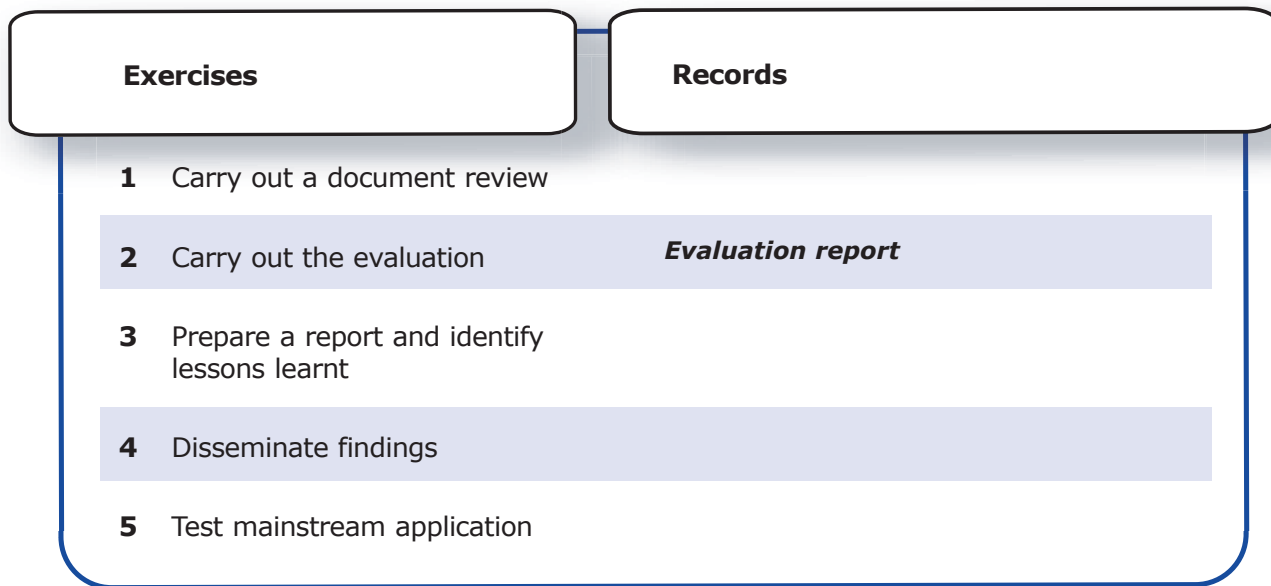 Exercises
Records
1 Carry out a document review
2 Carry out the evaluation
Evaluation report
3 Prepare a report and identify
lessons learnt
4 Disseminate findings
5 Test mainstream application